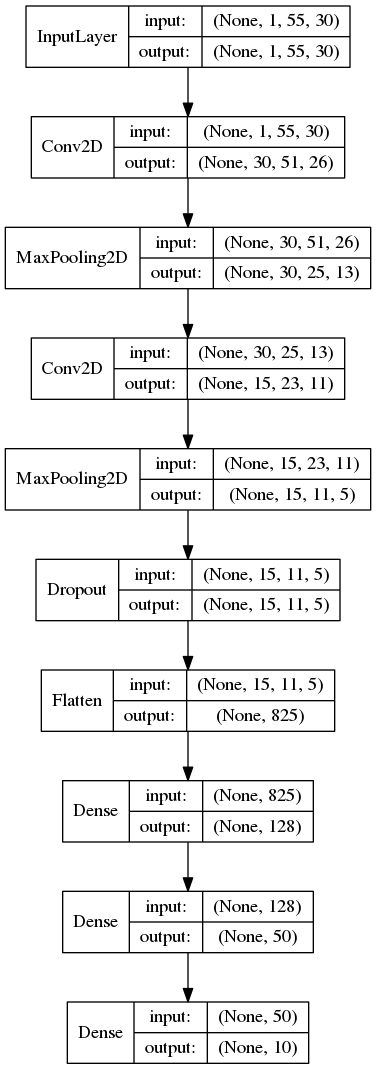 InputLayer
input: (None, 1, 55, 30)
output: (None, 1, 55, 30)
Conv2D
input: (None, 1, 55, 30)
output: (None, 30, 51, 26)
MaxPooling2D
input: (None, 30, 51, 26)
output: (None, 30, 25, 13)
Conv2D
input: (None, 30, 25, 13)
output: (None, 15, 23, 11)
MaxPooling2D
input: (None, 15, 23, 11)
output: (None, 15, 11, 5)
Dropout
input: (None, 15, 11, 5)
output: (None, 15, 11, 5)
Flatten
input: (None, 15, 11, 5)
output: (None, 825)
Dense
input: (None, 825)
output: (None, 128)
Dense
input: (None, 128)
output: (None, 50)
Dense
input: (None, 50)
output: (None, 10)